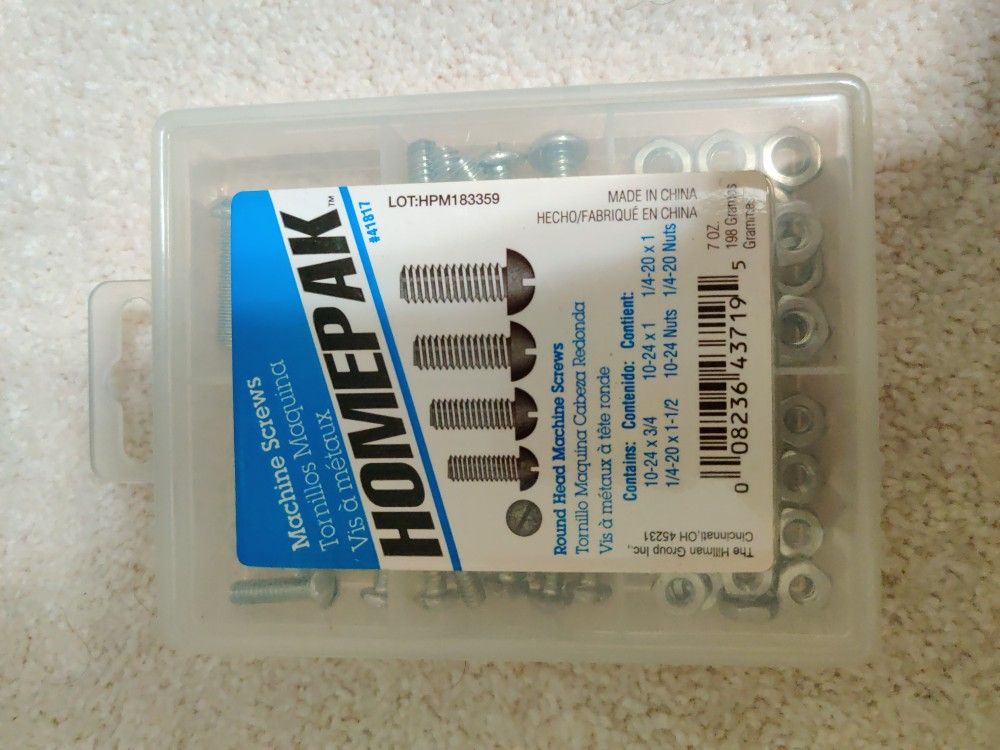 Machine Screws
Tornillos Maquina
Vis à métaux
HOMEPAK™
#41817
LOT:HPM183359
MADE IN CHINA
HECHO/FABRIQUÉ EN CHINA
Round Head Machine Screws
Tornillo Maquina Cabeza Redonda
Vis à métaux à tête ronde
Contains: Contenido: Contient:
10-24 x 3/4 10-24 x 1 1/4-20 x 1
1/4-20 x 1-1/2 10-24 Nuts 1/4-20 Nuts
7 OZ.
198 Gramos
Gramme
0 08236 43719 5
The Hillman Group Inc.,
Cincinnati, OH 45231